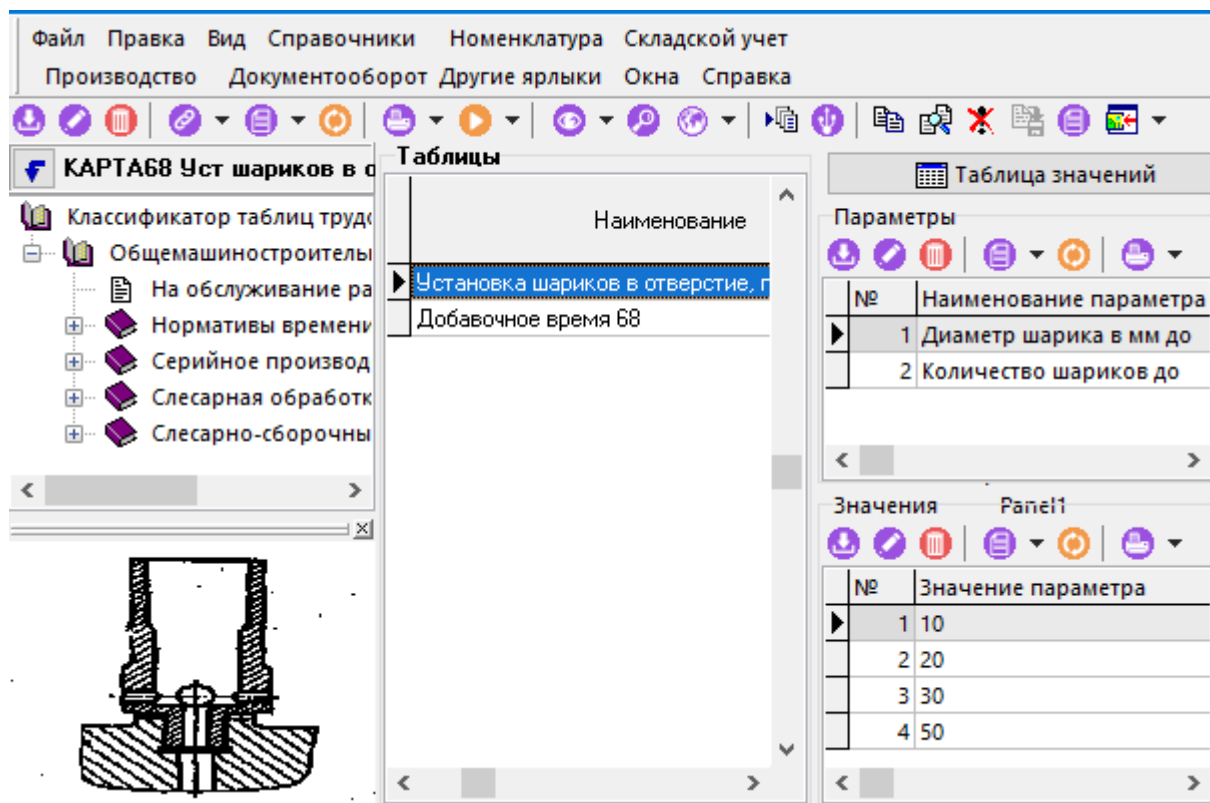 Файл Правка Вид Справочники Номенклатура Складской учет
Производство Документооборот Другие ярлыки Окна Справка
КАРТА68 Уст шариков в о
Классификатор таблиц трудо
Общемашиностроительы
На обслуживание ра
Нормативы времени
Серийное производ
Слесарная обработк
Слесарно-сборочны
Таблицы
Наименование
Установка шариков в отверстие, г
Добавочное время 68
Таблица значений
Параметры
№ Наименование параметра
1 Диаметр шарика в мм до
2 Количество шариков до
Значения Panel1
№ Значение параметра
1 10
2 20
3 30
4 50